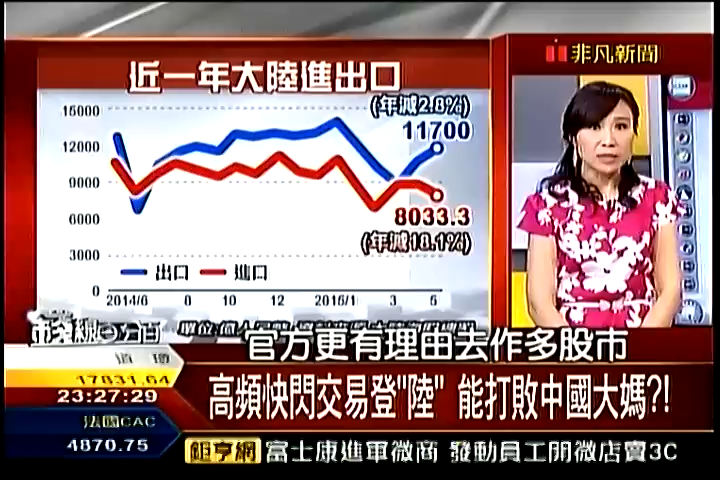 非凡新聞
近一年大陸進出口
(年減2.8%)
11700
15000
12000
9000
6000
3000
0
8033.3
(年減18.1%)
出口
進口
2014/6 8 10 12 2015/1 3 5
官方更有理由去作多股市
道瓊
17831.64
23:27:29
高頻快閃交易登"陸" 能打敗中國大媽?!
法國CAC
4870.75
鉅亨網 富士康進軍微商 發動員工開微店賣3C